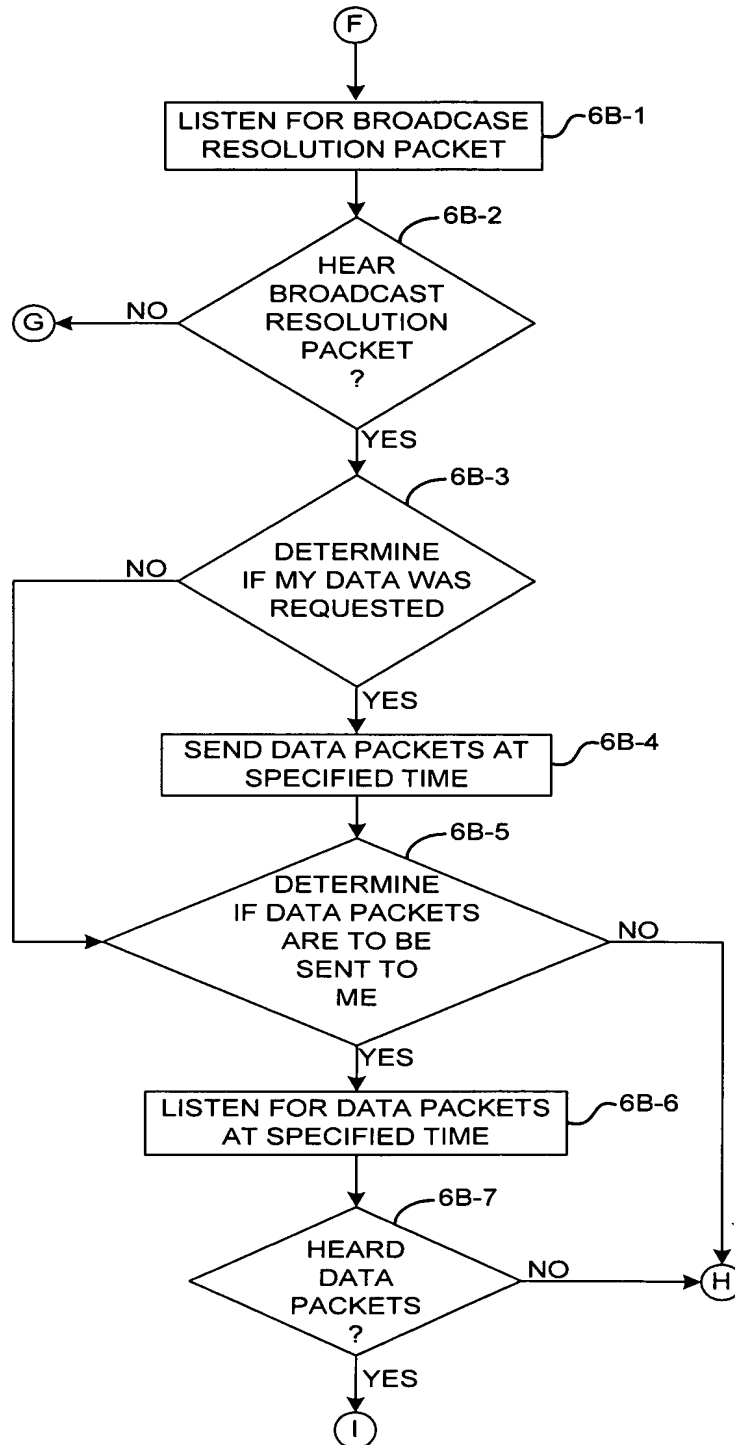 F
LISTEN FOR BROADCASE
RESOLUTION PACKET
6B-1
6B-2
HEAR
BROADCAST
RESOLUTION
PACKET
?
NO
G
YES
6B-3
DETERMINE
IF MY DATA WAS
REQUESTED
NO
YES
SEND DATA PACKETS AT
SPECIFIED TIME
6B-4
6B-5
DETERMINE
IF DATA PACKETS
ARE TO BE
SENT TO
ME
NO
YES
LISTEN FOR DATA PACKETS
AT SPECIFIED TIME
6B-6
6B-7
HEARD
DATA
PACKETS
?
NO
H
YES
I